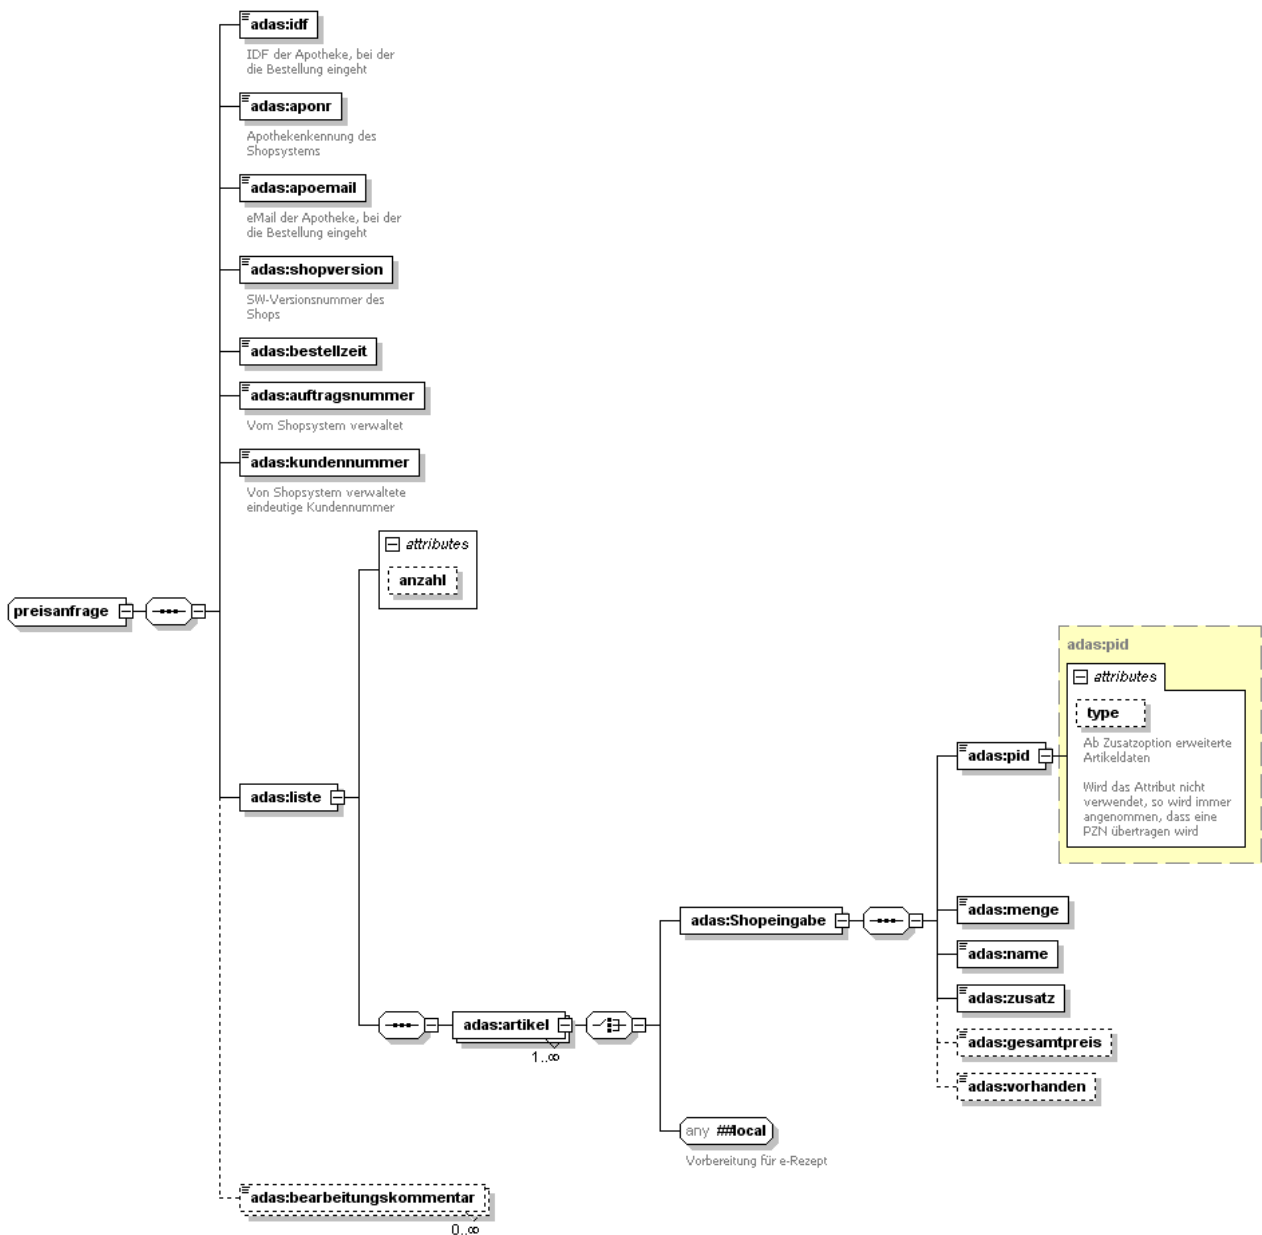 adas:idf
IDF der Apotheke, bei der
die Bestellung eingeht
adas:aponr
Apothekenkennung des
Shopsystems
adas:apoemail
eMail der Apotheke, bei der
die Bestellung eingeht
adas:shopversion
SW-Versionsnummer des
Shops
adas:bestellzeit
adas:auftragsnummer
Vom Shopsystem verwaltet
adas:kundennummer
Von Shopsystem verwaltete
eindeutige Kundennummer
attributes
anzahl
preisanfrage
adas:pid
attributes
type
Ab Zusatzoption erweiterte
Artikeldaten
Wird das Attribut nicht
verwendet, so wird immer
angenommen, dass eine
PZN übertragen wird
adas:pid
adas:liste
adas:menge
adas:Shopeingabe
adas:name
adas:zusatz
adas:artikel
1..∞
adas:gesamtpreis
adas:vorhanden
any ##local
Vorbereitung für e-Rezept
adas:bearbeitungskommentar
0..∞